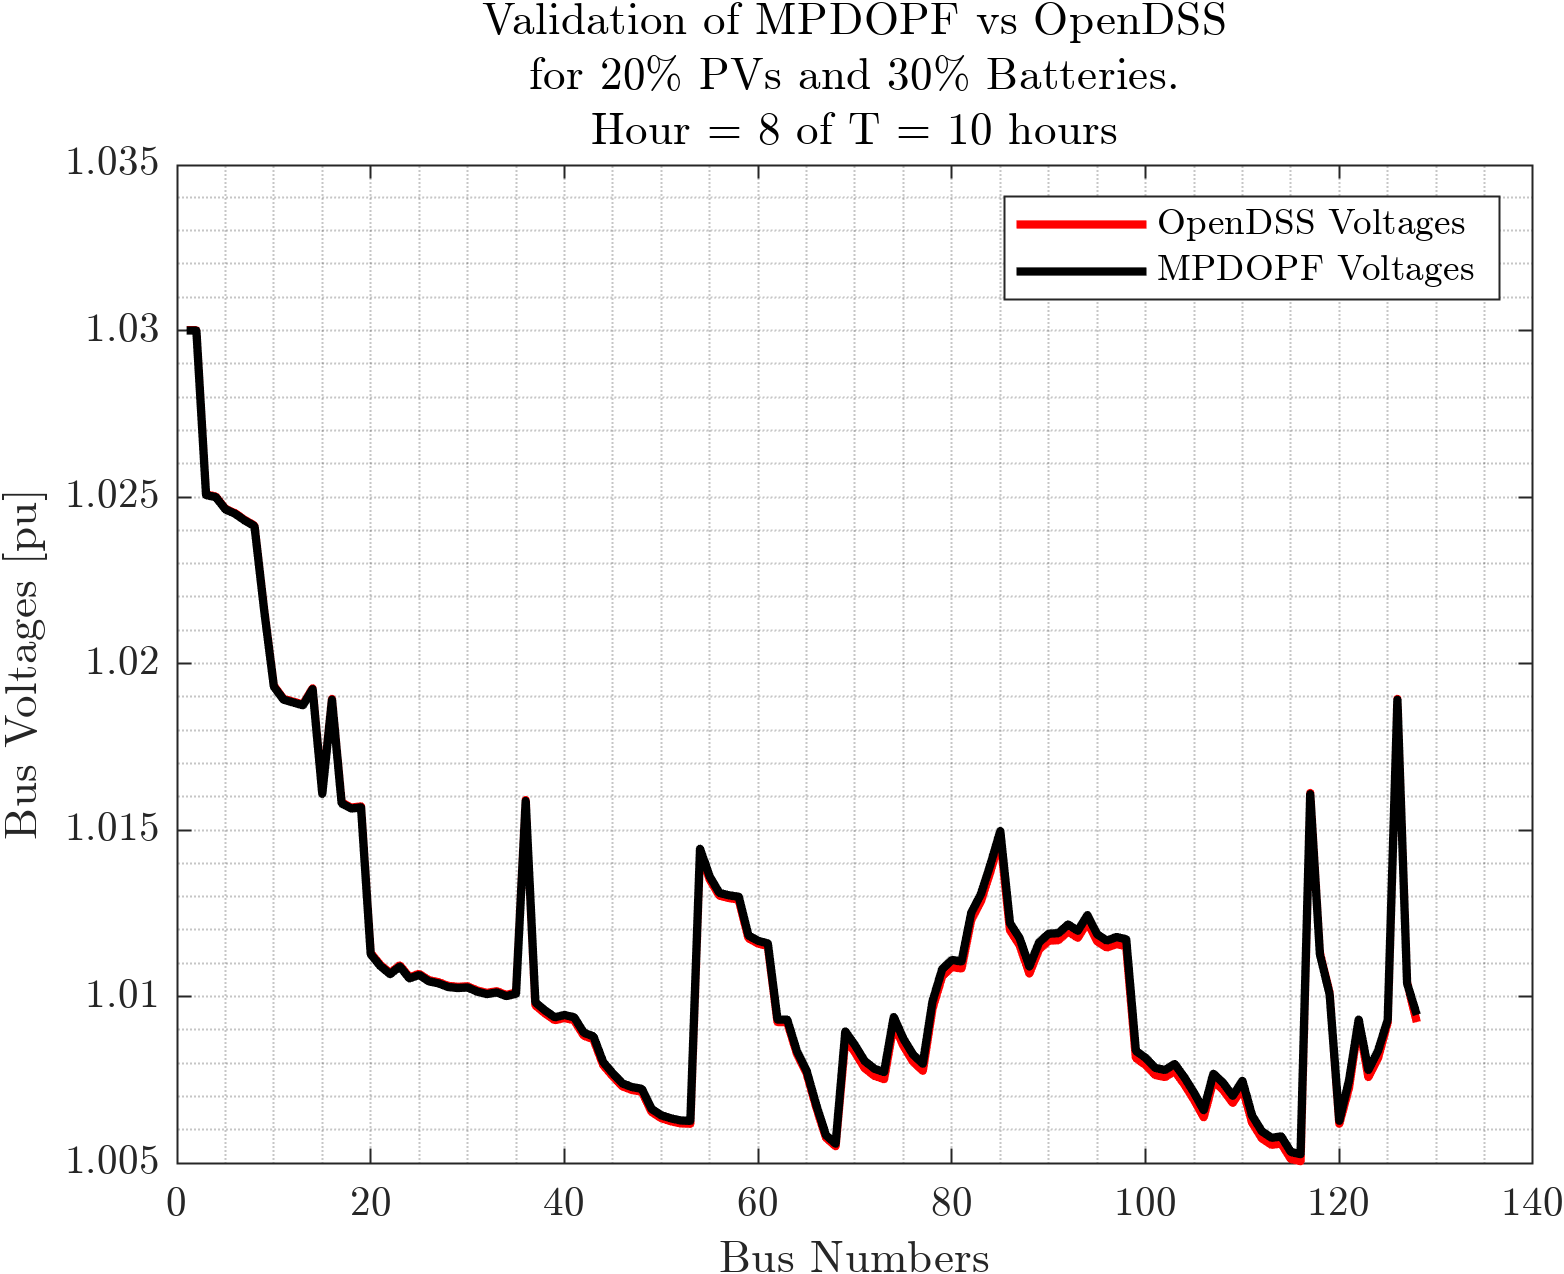 Validation of MPDOPF vs OpenDSS
for 20% PVs and 30% Batteries.
Hour = 8 of T = 10 hours
1.035
1.03
1.025
1.02
1.015
1.01
1.005
Bus Voltages [pu]
OpenDSS Voltages
MPDOPF Voltages
0 20 40 60 80 100 120 140
Bus Numbers